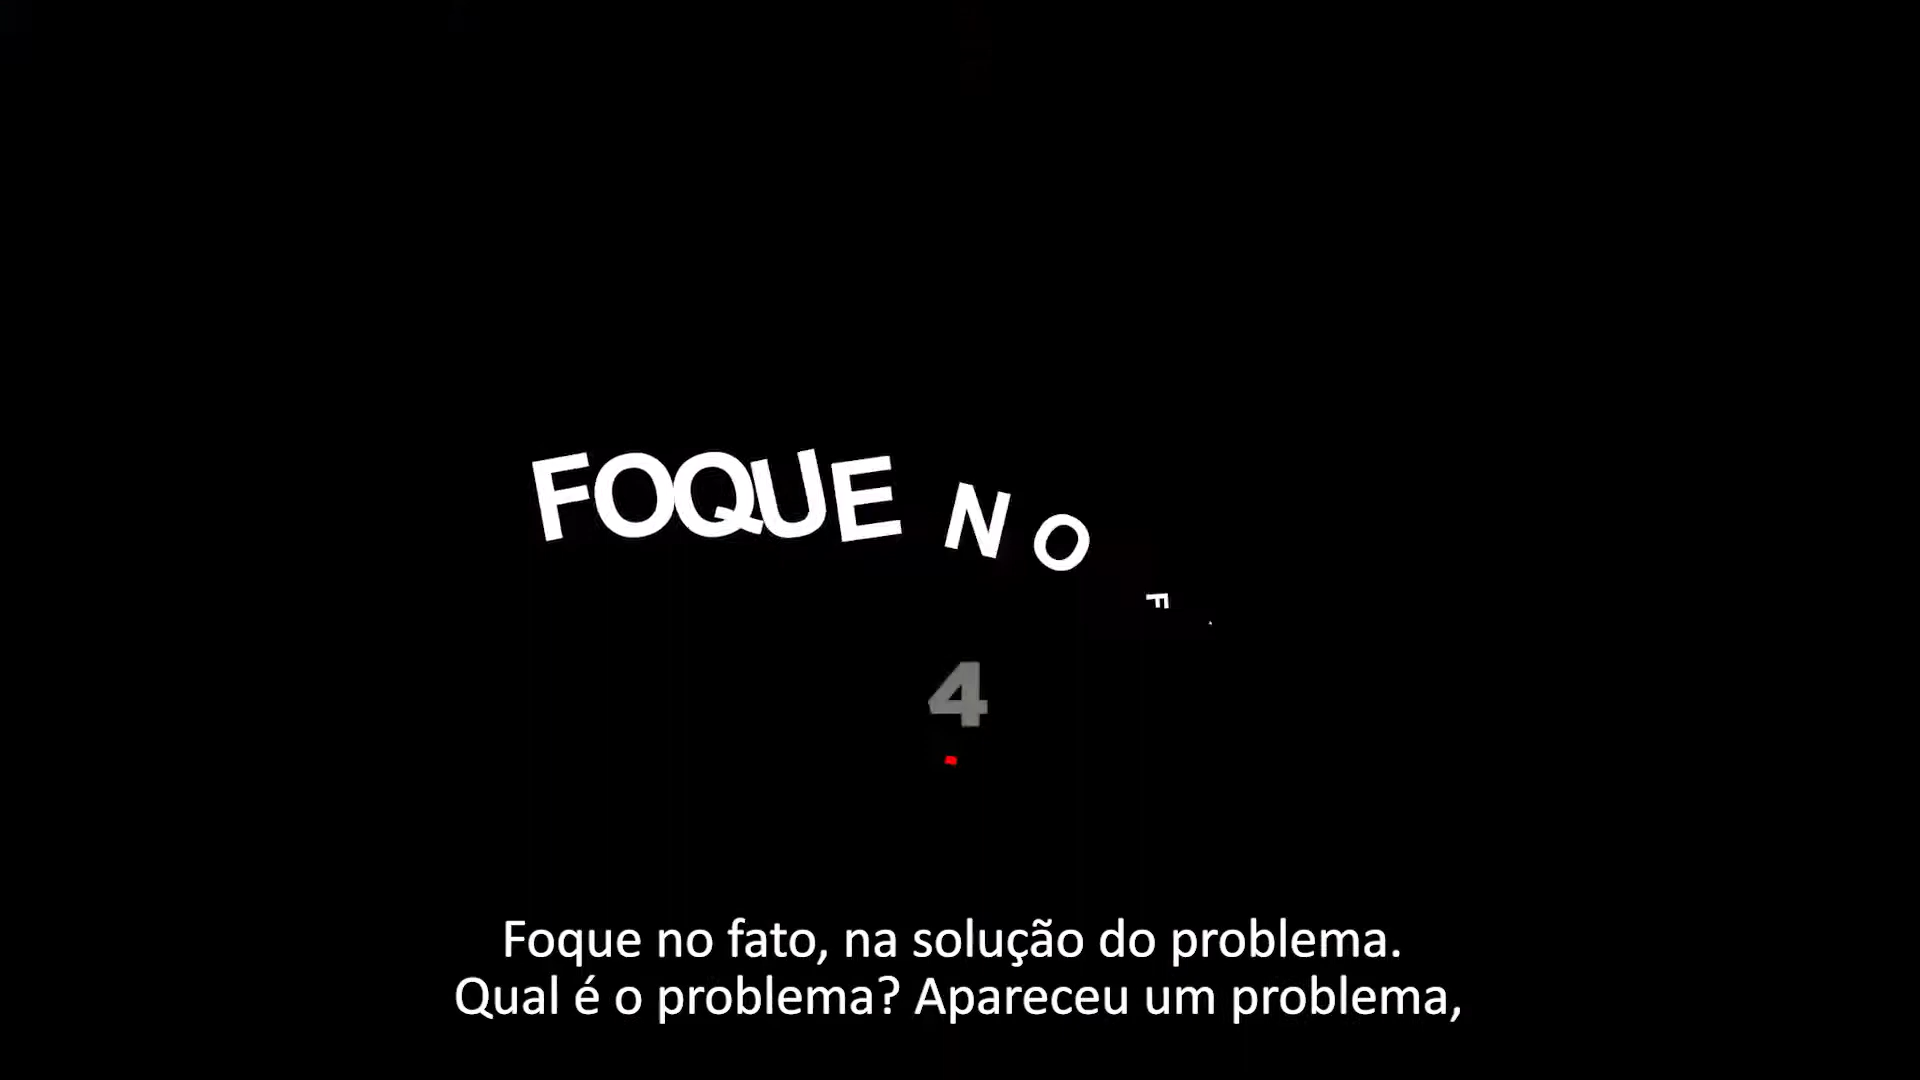 FOQUE NO F
4
Foque no fato, na solução do problema.
Qual é o problema? Apareceu um problema,